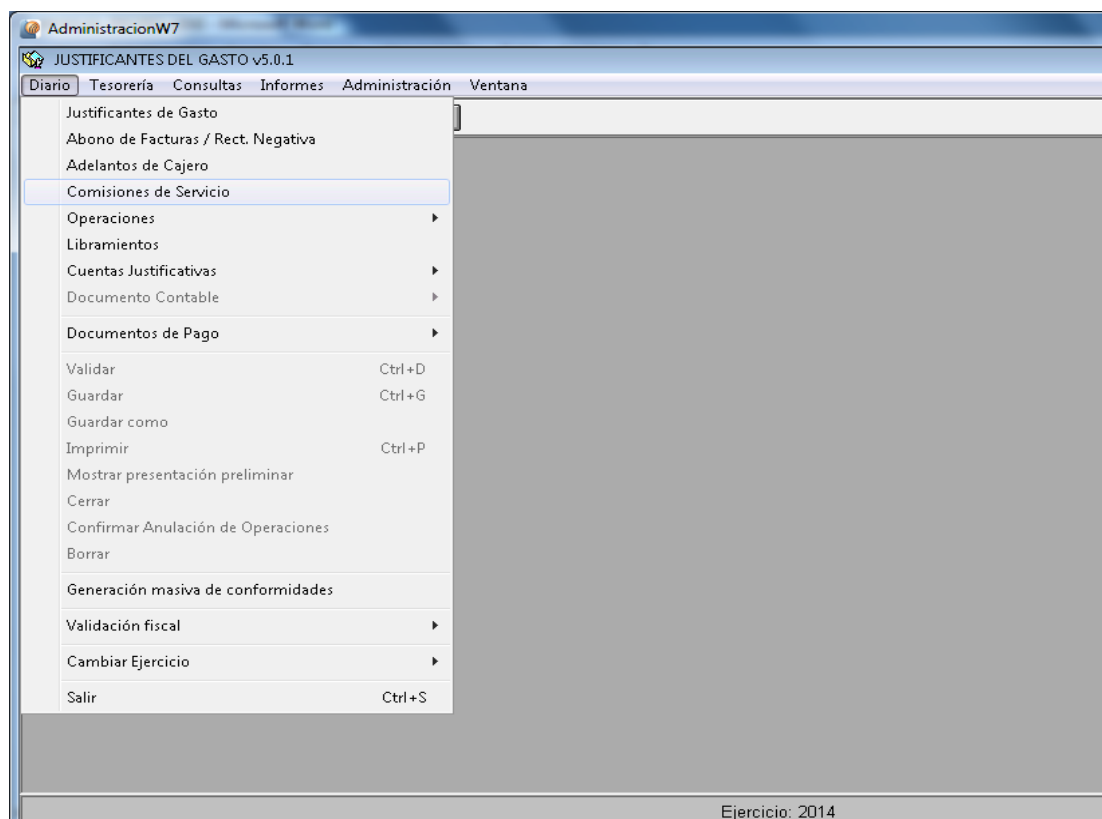 AdministracionW7
JUSTIFICANTES DEL GASTO v5.0.1
Diario Tesorería Consultas Informes Administración Ventana
Justificantes de Gasto
Abono de Facturas / Rect. Negativa
Adelantos de Cajero
Comisiones de Servicio
Operaciones
Libramientos
Cuentas Justificativas
Documento Contable
Documentos de Pago
Validar Ctrl+D
Guardar Ctrl+G
Guardar como
Imprimir Ctrl+P
Mostrar presentación preliminar
Cerrar
Confirmar Anulación de Operaciones
Borrar
Generación masiva de conformidades
Validación fiscal
Cambiar Ejercicio
Salir Ctrl+S
Ejercicio: 2014